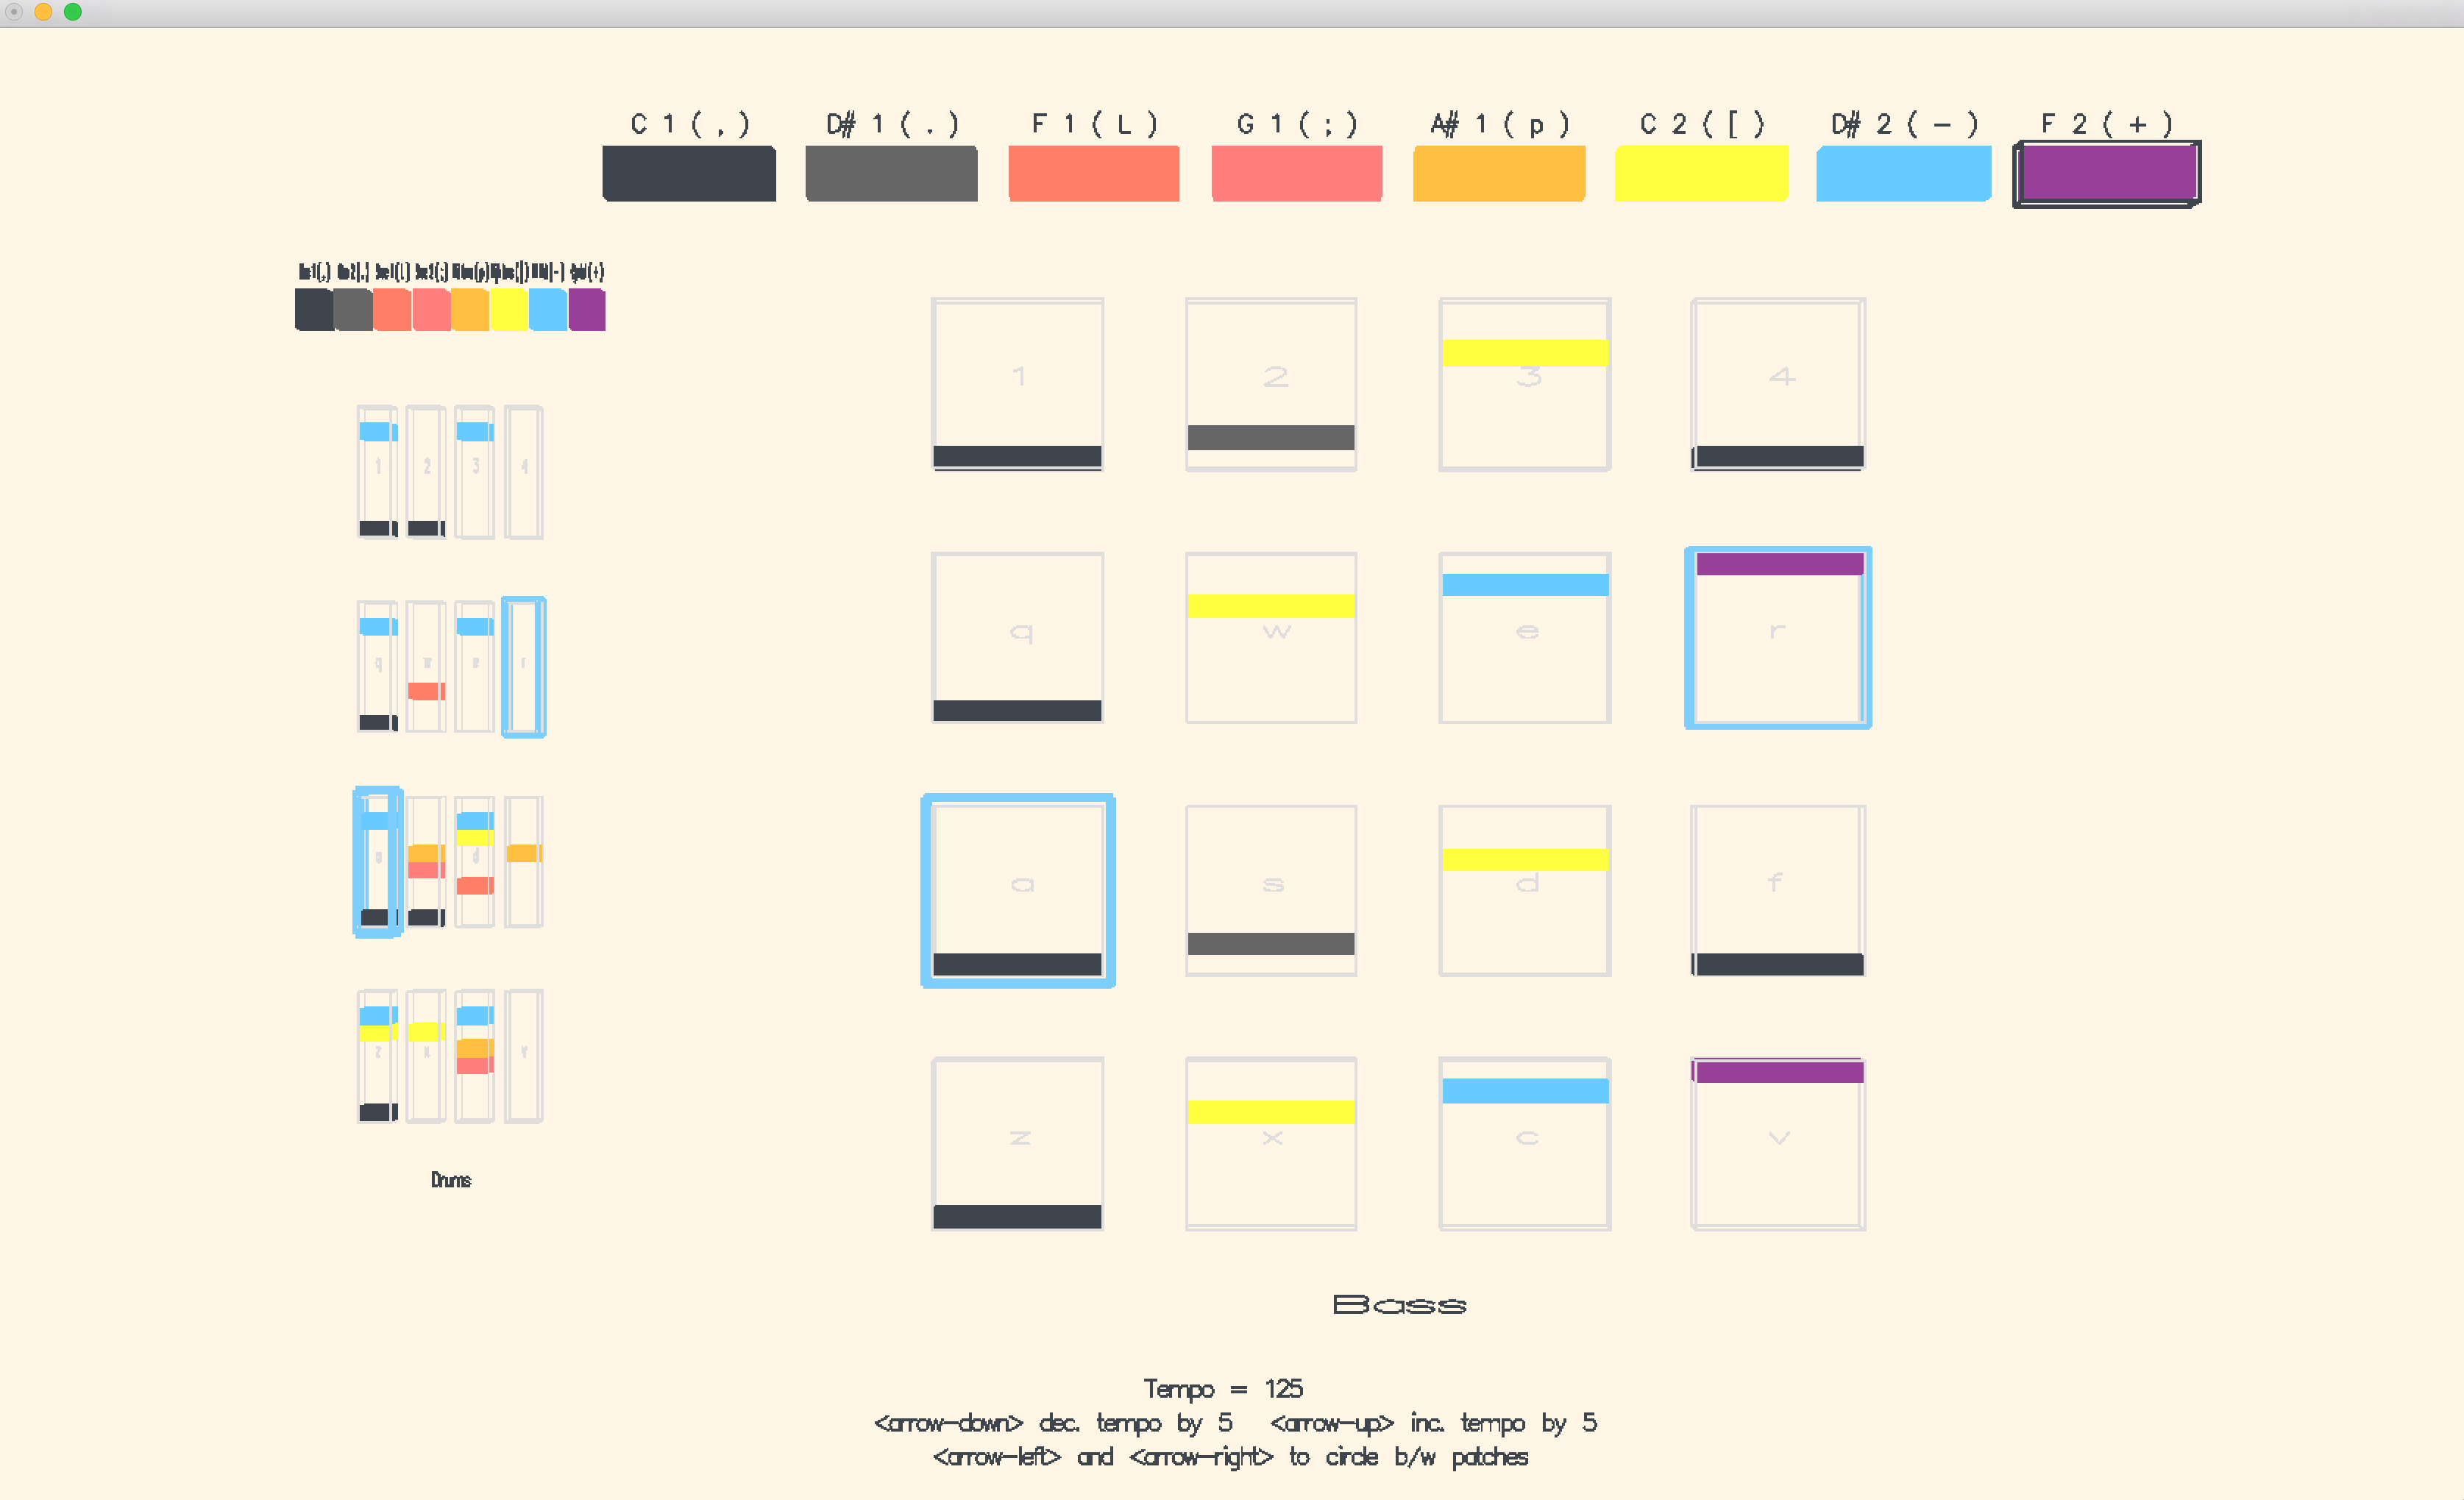 C 1 ( , ) D# 1 ( . ) F 1 ( L ) G 1 ( ; ) A# 1 ( p ) C 2 ( [ ) D# 2 ( - ) F 2 ( + )
1 2 3 4
1 2 3 4
q w e r
q
a s d f
d
z x c v
Drums
Bass
Tempo = 125
<arrow-down> dec. tempo by 5 <arrow-up> inc. tempo by 5
<arrow-left> and <arrow-right> to circle b/w patches